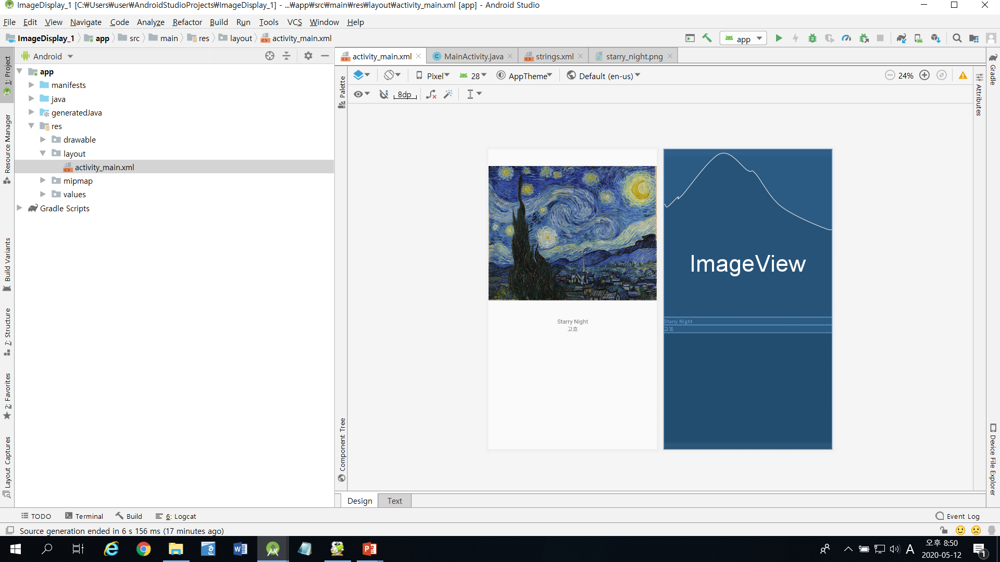 ImageDisplay_1 [C:₩Users₩user₩AndroidStudioProjects₩ImageDisplay_1] - ...₩app₩src₩main₩res₩layout₩activity_main.xml [app] - Android Studio
File Edit View Navigate Code Analyze Refactor Build Run Tools VCS Window Help
ImageDisplay_1 app src main res layout activity_main.xml
app
Android
activity_main.xml MainActivity.java strings.xml starry_night.png
Pixel 28 AppTheme Default (en-us) 24%
8dp
app
manifests
java
generatedJava
res
drawable
layout
activity_main.xml
mipmap
values
Gradle Scripts
1: Project
Resource Manager
Build Variants
7: Structure
2: Favorites
Layout Captures
Palette
Component Tree
Starry Night
고흐
ImageView
Starry Night
고흐
Gradle
Attributes
Device File Explorer
Design Text
TODO Terminal Build 6: Logcat Event Log
Source generation ended in 6 s 156 ms (17 minutes ago)
A
오후 8:50
2020-05-12
1